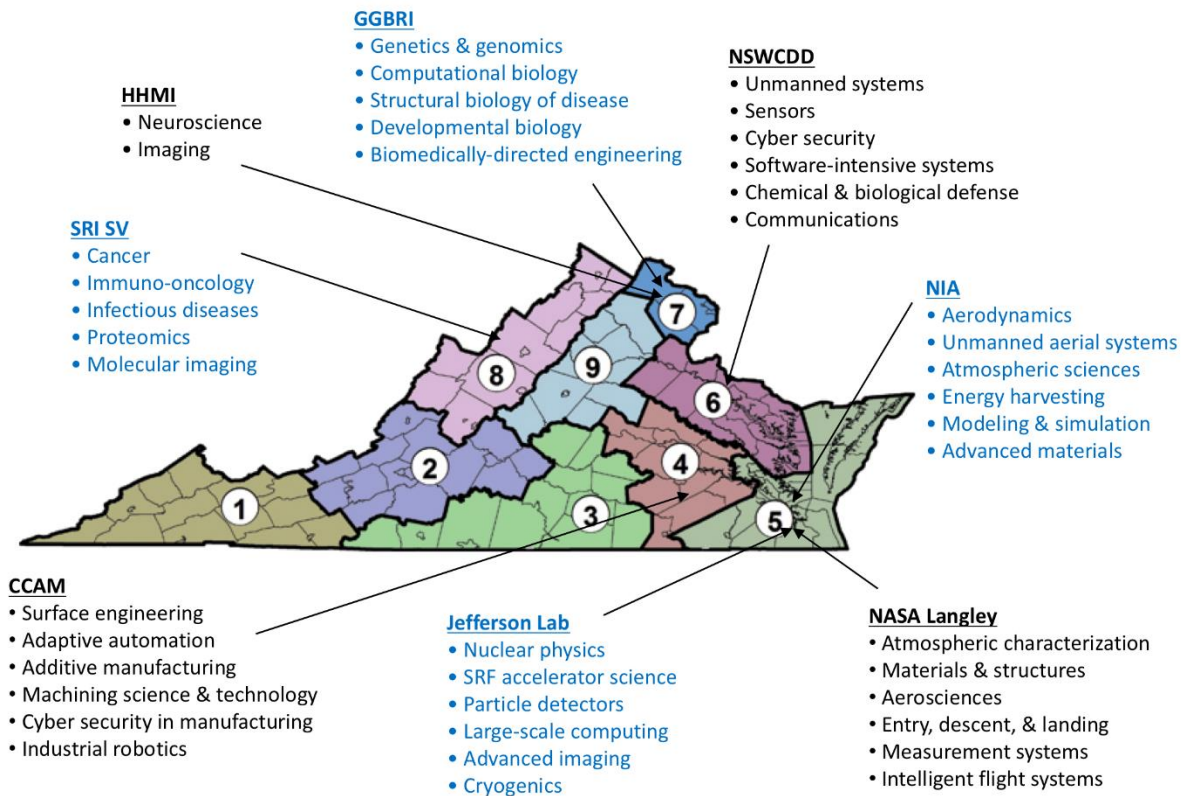 GGBRI
• Genetics & genomics
• Computational biology
• Structural biology of disease
• Developmental biology
• Biomedically-directed engineering
HHMI
• Neuroscience
• Imaging
NSWCDD
• Unmanned systems
• Sensors
• Cyber security
• Software-intensive systems
• Chemical & biological defense
• Communications
SRI SV
• Cancer
• Immuno-oncology
• Infectious diseases
• Proteomics
• Molecular imaging
NIA
• Aerodynamics
• Unmanned aerial systems
• Atmospheric sciences
• Energy harvesting
• Modeling & simulation
• Advanced materials
7
8
9
6
2
4
1
3
5
CCAM
• Surface engineering
• Adaptive automation
• Additive manufacturing
• Machining science & technology
• Cyber security in manufacturing
• Industrial robotics
Jefferson Lab
• Nuclear physics
• SRF accelerator science
• Particle detectors
• Large-scale computing
• Advanced imaging
• Cryogenics
NASA Langley
• Atmospheric characterization
• Materials & structures
• Aerosciences
• Entry, descent, & landing
• Measurement systems
• Intelligent flight systems